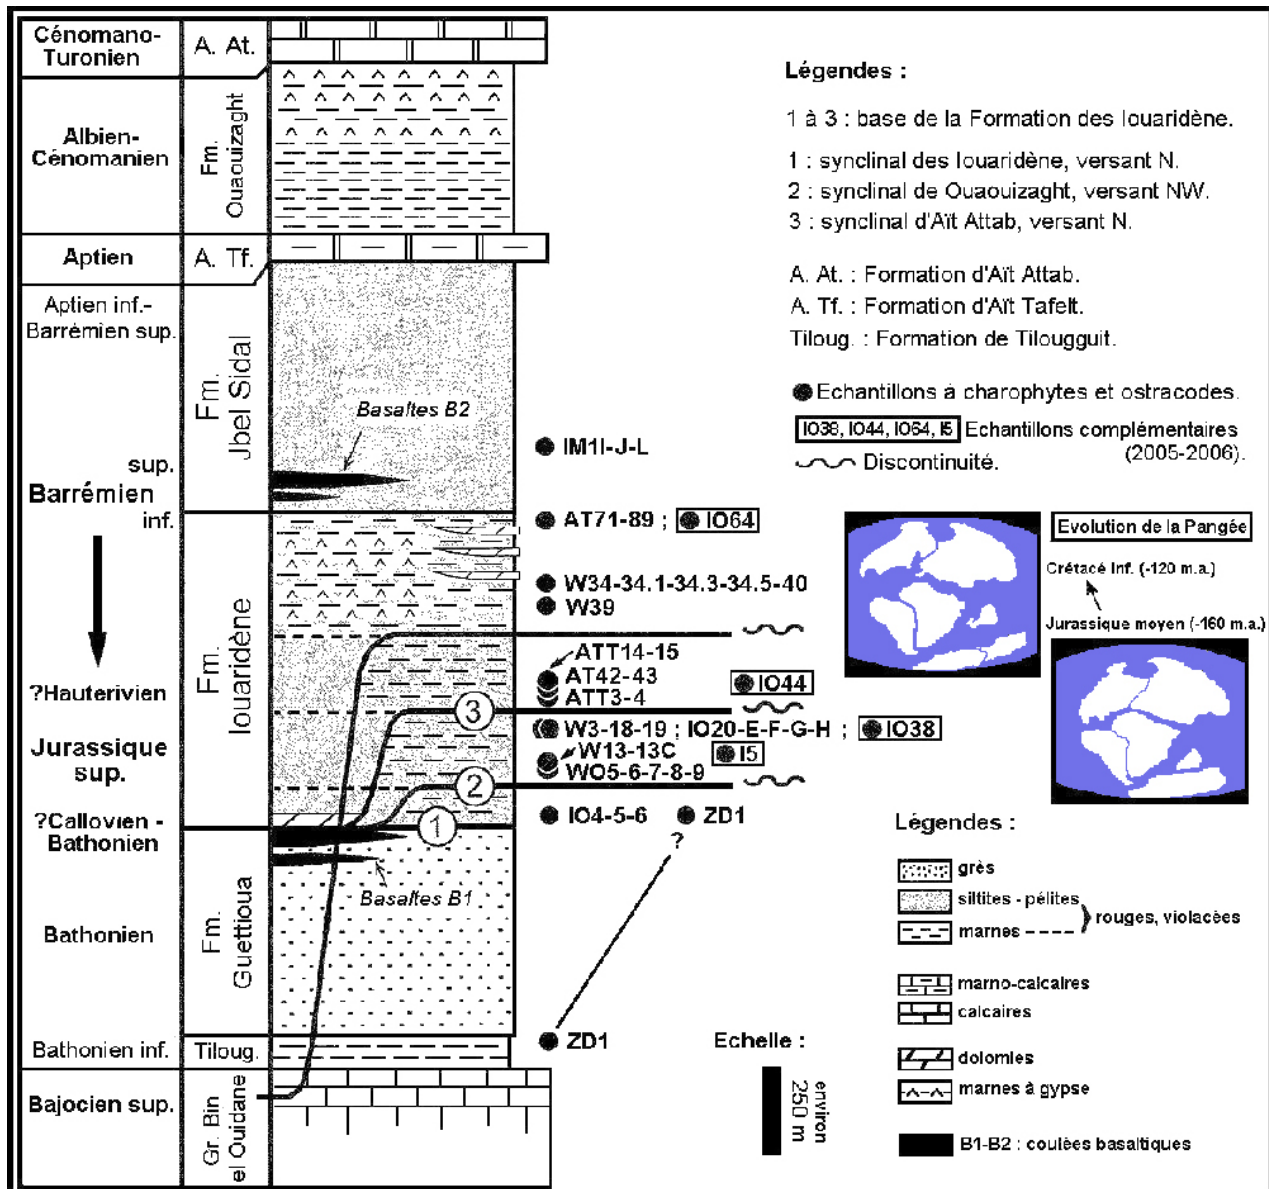 Cénomano-
Turonien
A. At.
Albien-
Cénomanien
Fm.
Ouaouizaght
Aptien
A. Tf.
Aptien inf.-
Barrémien sup.
Fm.
Jbel Sidal
Basaltes B2
sup.
Barrémien
inf.
?Hauterivien
Jurassique
sup.
?Callovien -
Bathonien
Fm.
Iouaridène
Bathonien
Fm.
Guettioua
Basaltes B1
Bathonien inf.
Tiloug.
Bajocien sup.
Gr. Bin
el Ouidane
IM1I-J-L
AT71-89 ; IO64
W34-34.1-34.3-34.5-40
W39
ATT14-15
AT42-43
ATT3-4
IO44
3
W3-18-19 ; IO20-E-F-G-H ; IO38
W13-13C
I5
WO5-6-7-8-9
2
1
IO4-5-6
ZD1
?
ZD1
Echelle :
environ
250 m
Légendes :
1 à 3 : base de la Formation des Iouaridène.
1 : synclinal des Iouaridène, versant N.
2 : synclinal de Ouaouizaght, versant NW.
3 : synclinal d'Aït Attab, versant N.
A. At. : Formation d'Aït Attab.
A. Tf. : Formation d'Aït Tafelt.
Tiloug. : Formation de Tilougguit.
Echantillons à charophytes et ostracodes.
IO38, IO44, IO64, I5 Echantillons complémentaires
(2005-2006).
Discontinuité.
Evolution de la Pangée
Crétacé inf. (-120 m.a.)
Jurassique moyen (-160 m.a.)
Légendes :
grès
siltites - pélites
marnes
rouges, violacées
marno-calcaires
calcaires
dolomies
marnes à gypse
B1-B2 : coulées basaltiques